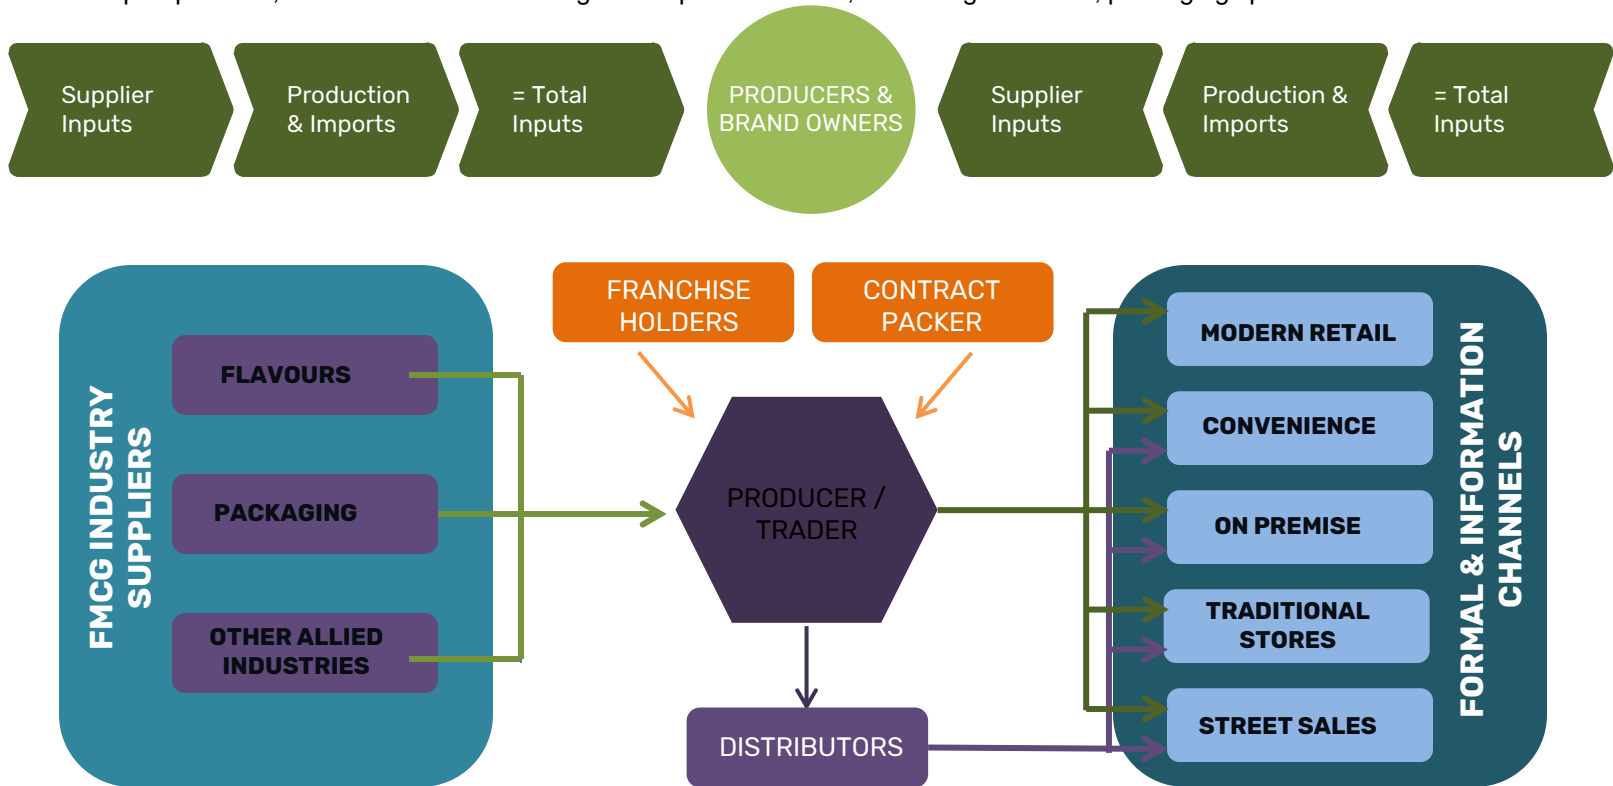 Supplier
Inputs
Production
& Imports
= Total
Inputs
PRODUCERS &
BRAND OWNERS
Supplier
Inputs
Production &
Imports
= Total
Inputs
FMCG INDUSTRY
SUPPLIERS
FLAVOURS
PACKAGING
OTHER ALLIED
INDUSTRIES
FRANCHISE
HOLDERS
CONTRACT
PACKER
PRODUCER /
TRADER
DISTRIBUTORS
MODERN RETAIL
CONVENIENCE
ON PREMISE
TRADITIONAL
STORES
STREET SALES
FORMAL & INFORMATION
CHANNELS